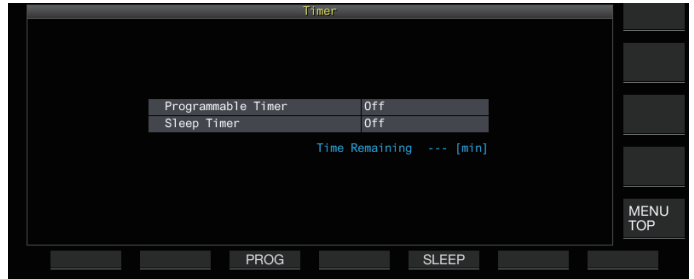 Timer
Programmable Timer Off
Sleep Timer Off
Time Remaining --- [min]
MENU
TOP
PROG SLEEP